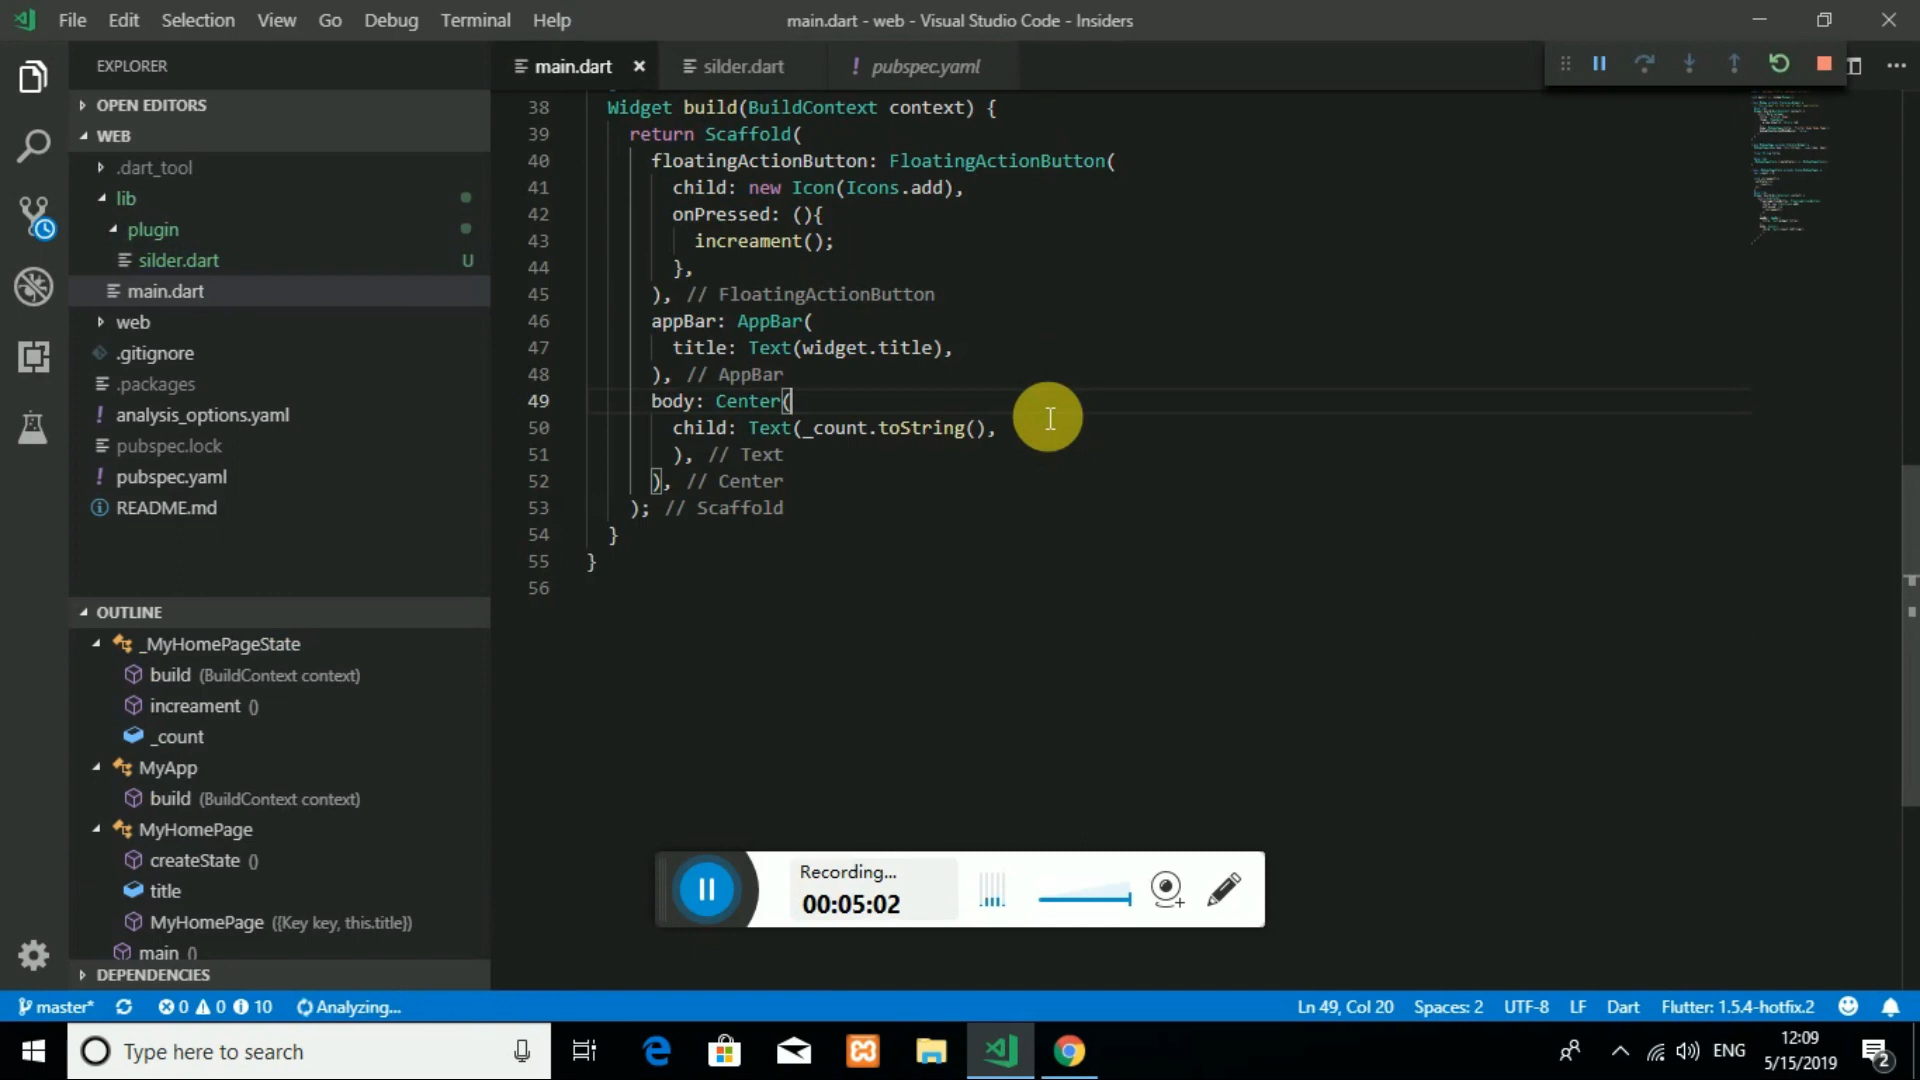 File Edit Selection View Go Debug Terminal Help
main.dart - web - Visual Studio Code - Insiders
EXPLORER
OPEN EDITORS
WEB
.dart_tool
lib
plugin
silder.dart U
main.dart
web
.gitignore
.packages
! analysis_options.yaml
pubspec.lock
! pubspec.yaml
README.md
OUTLINE
_MyHomePageState
build (BuildContext context)
increament ()
_count
MyApp
build (BuildContext context)
MyHomePage
createState ()
title
MyHomePage ({Key key, this.title})
main ()
DEPENDENCIES
main.dart silder.dart ! pubspec.yaml
38 Widget build(BuildContext context) {
39 return Scaffold(
40 floatingActionButton: FloatingActionButton(
41 child: new Icon(Icons.add),
42 onPressed: (){
43 increament();
44 },
45 ), // FloatingActionButton
46 appBar: AppBar(
47 title: Text(widget.title),
48 ), // AppBar
49 body: Center(
50 child: Text(_count.toString(),
51 ), // Text
52 ), // Center
53 ); // Scaffold
54 }
55 }
56
Recording...
00:05:02
master* 0 0 10 Analyzing... Ln 49, Col 20 Spaces: 2 UTF-8 LF Dart Flutter: 1.5.4-hotfix.2
Type here to search
ENG
12:09
5/15/2019
2